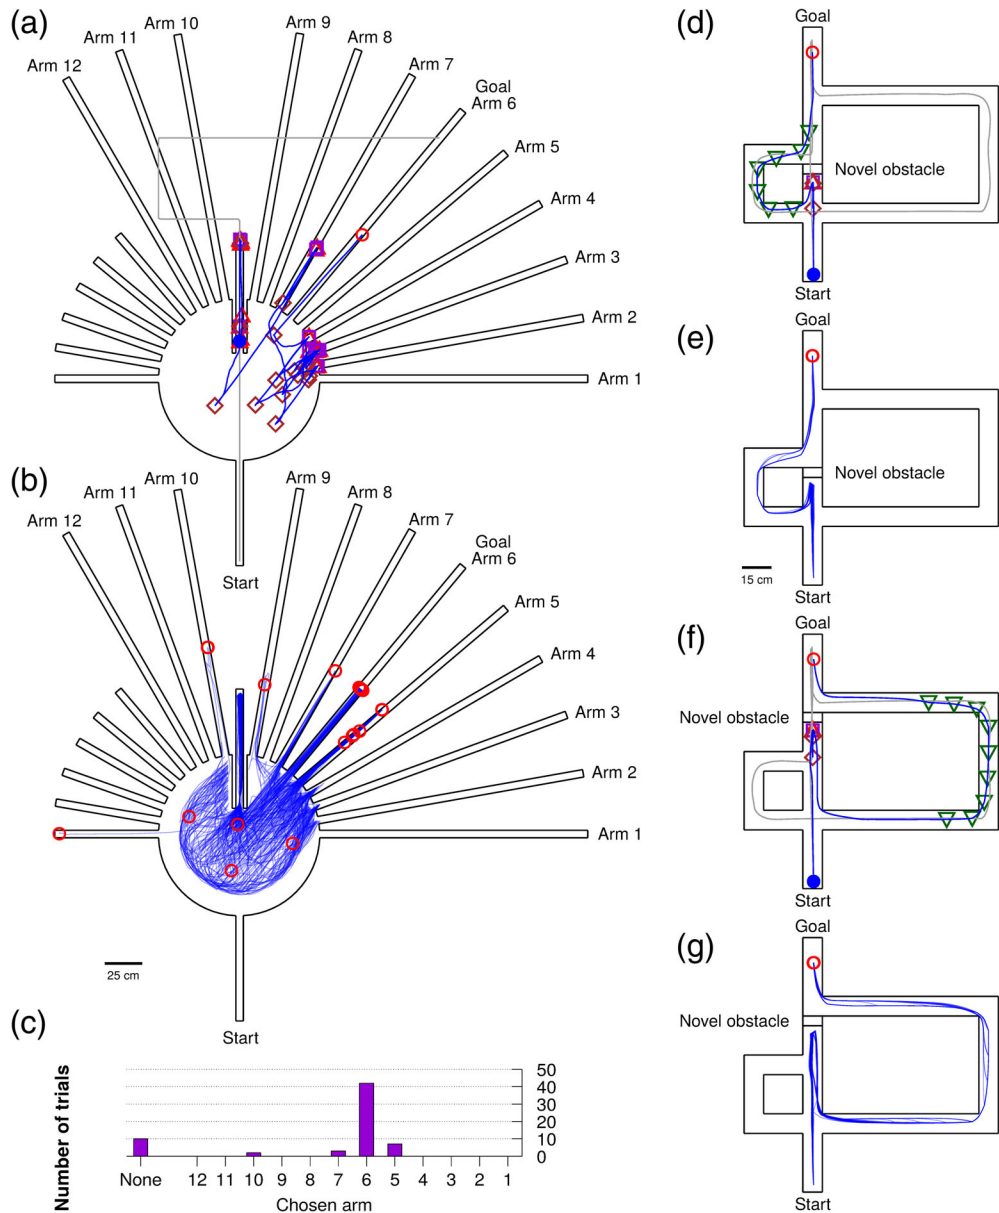 (a)
Arm 12
Arm 11
Arm 10
Arm 9
Arm 8
Arm 7
Goal
Arm 6
Arm 5
Arm 4
Arm 3
Arm 2
Arm 1
Start
(b)
Arm 12
Arm 11
Arm 10
Arm 9
Arm 8
Arm 7
Goal
Arm 6
Arm 5
Arm 4
Arm 3
Arm 2
Arm 1
25 cm
Start
(c)
Number of trials
50
40
30
20
10
0
None 12 11 10 9 8 7 6 5 4 3 2 1
Chosen arm
(d)
Goal
Novel obstacle
Start
(e)
Goal
Novel obstacle
15 cm
Start
(f)
Goal
Novel obstacle
Start
(g)
Goal
Novel obstacle
Start